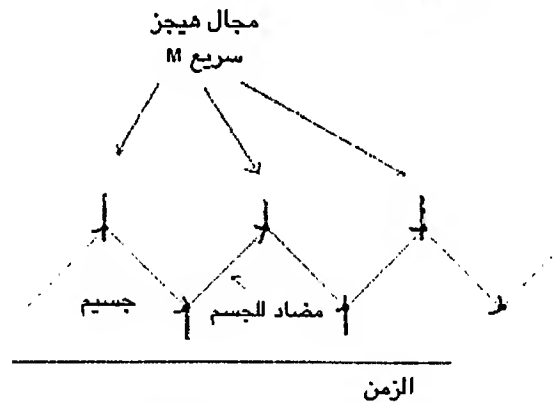 مجال هيجز
سريع M
جسيم
مضاد للجسم
الزمن